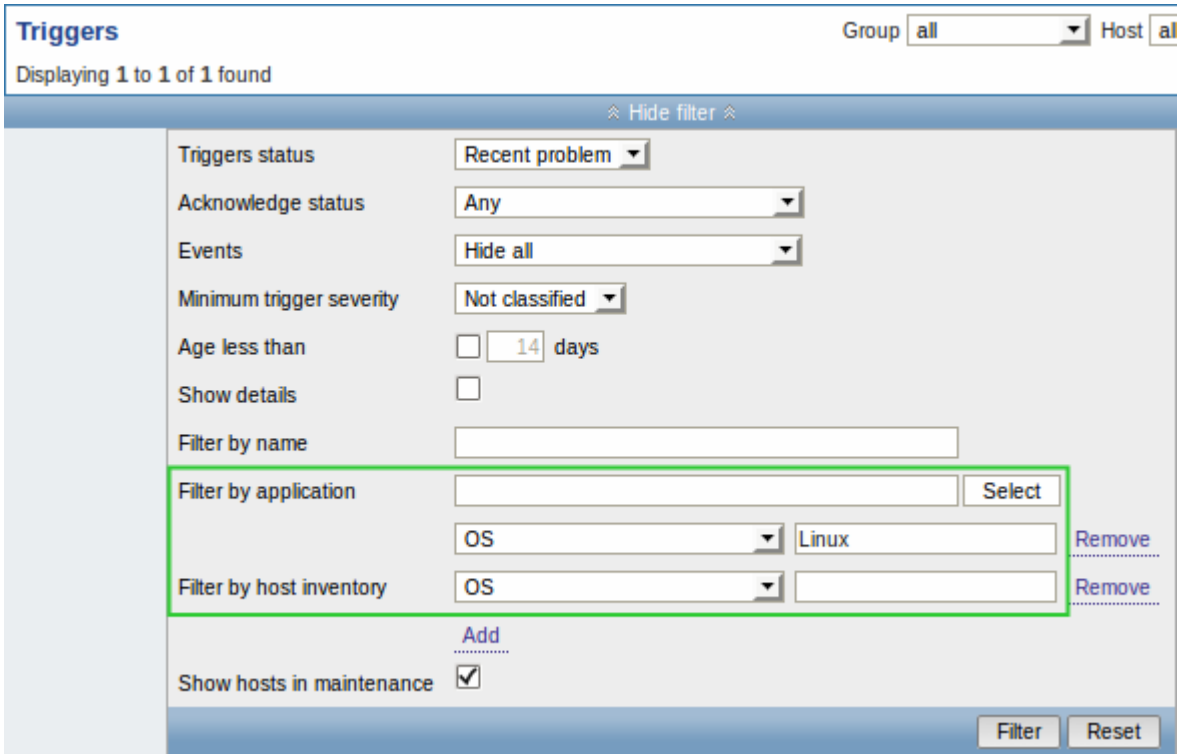 Triggers Group all Host al
Displaying 1 to 1 of 1 found
Hide filter
Triggers status Recent problem
Acknowledge status Any
Events Hide all
Minimum trigger severity Not classified
Age less than 14 days
Show details
Filter by name
Filter by application Select
OS Linux Remove
Filter by host inventory OS Remove
Add
Show hosts in maintenance
Filter Reset